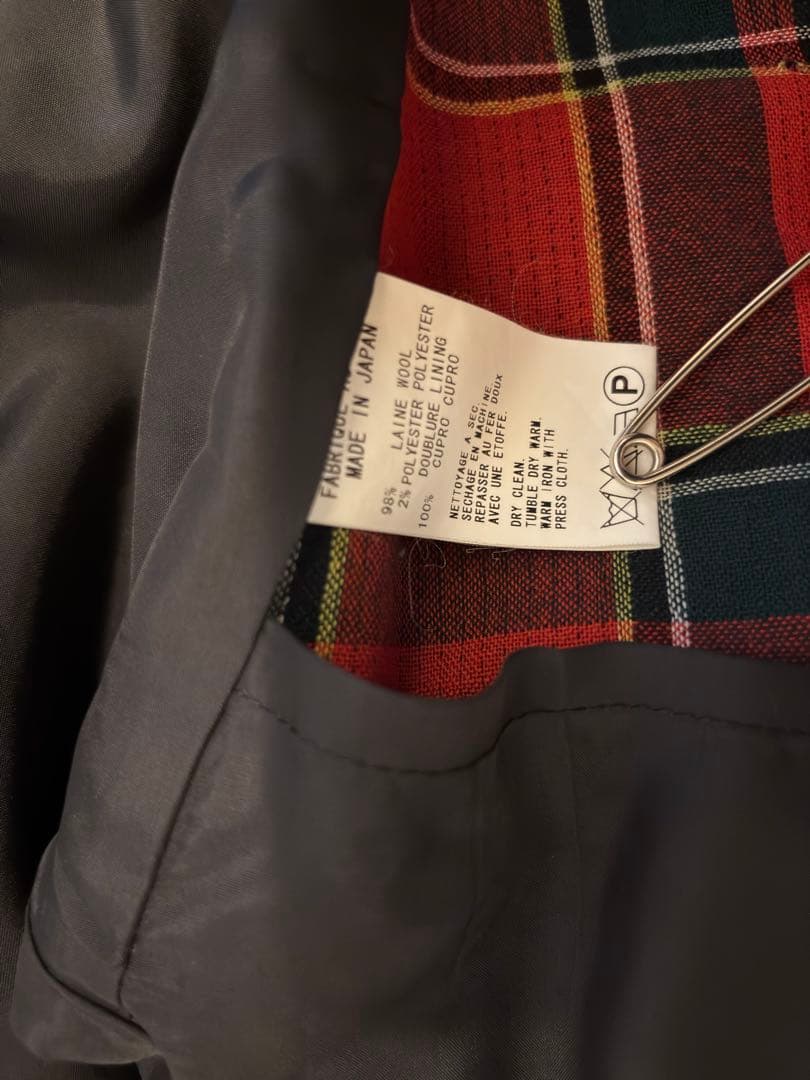 FABRIQUE
MADE IN JAPAN
98% LAINE WOOL
2% POLYESTER POLYESTER
DOUBLURE LINING
100% CUPRO CUPRO
NETTOYAGE A SEC.
SECHAGE EN MACHINE.
REPASSER AU FER DOUX
AVEC UNE ETOFFE.
DRY CLEAN.
TUMBLE DRY WARM.
WARM IRON WITH
PRESS CLOTH.
P